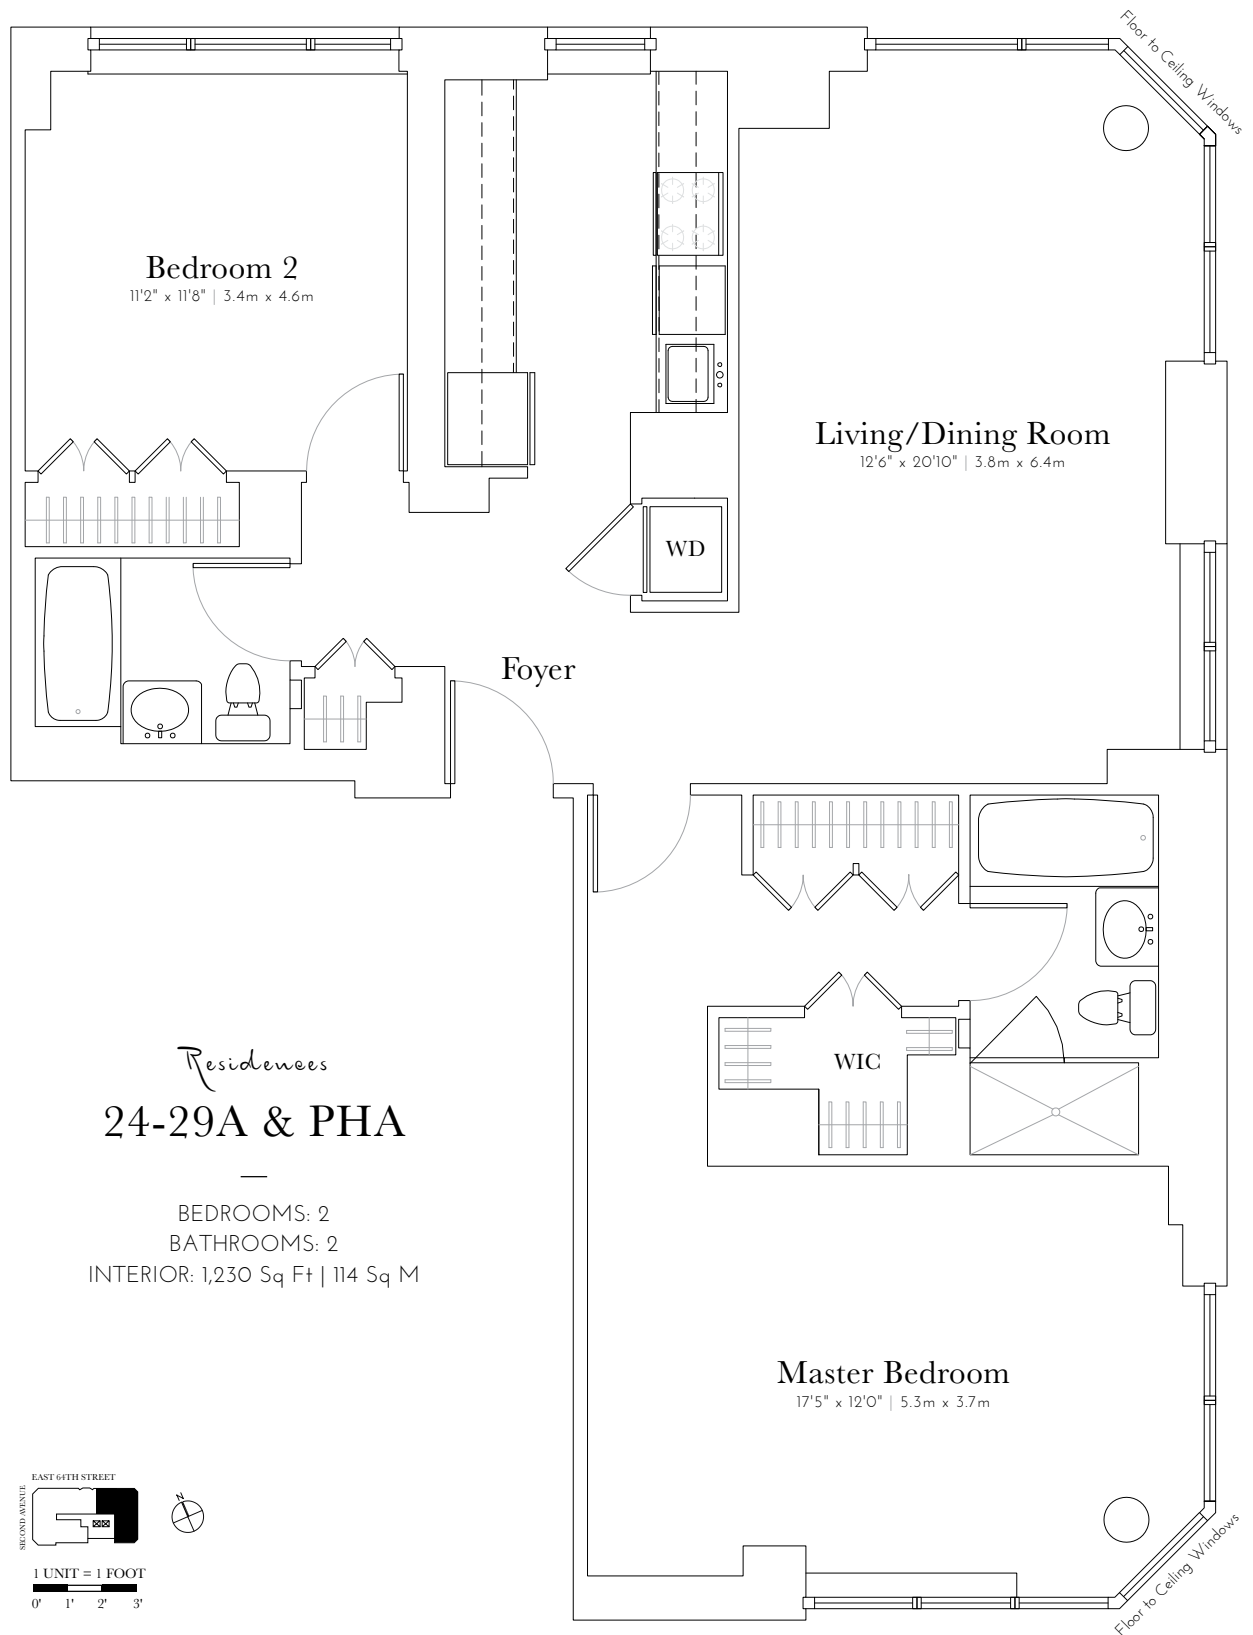 Floor to Ceiling Windows
Bedroom 2
11'2" x 11'8" | 3.4m x 4.6m
Living/Dining Room
12'6" x 20'10" | 3.8m x 6.4m
WD
Foyer
WIC
Residences
24-29A & PHA
BEDROOMS: 2
BATHROOMS: 2
INTERIOR: 1,230 Sq Ft | 114 Sq M
Master Bedroom
17'5" x 12'0" | 5.3m x 3.7m
EAST 64TH STREET
SECOND AVENUE
N
1 UNIT = 1 FOOT
0' 1' 2' 3'
Floor to Ceiling Windows